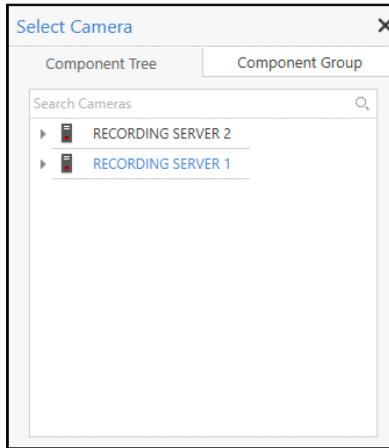 Select Camera
Component Tree
Component Group
Search Cameras
RECORDING SERVER 2
RECORDING SERVER 1